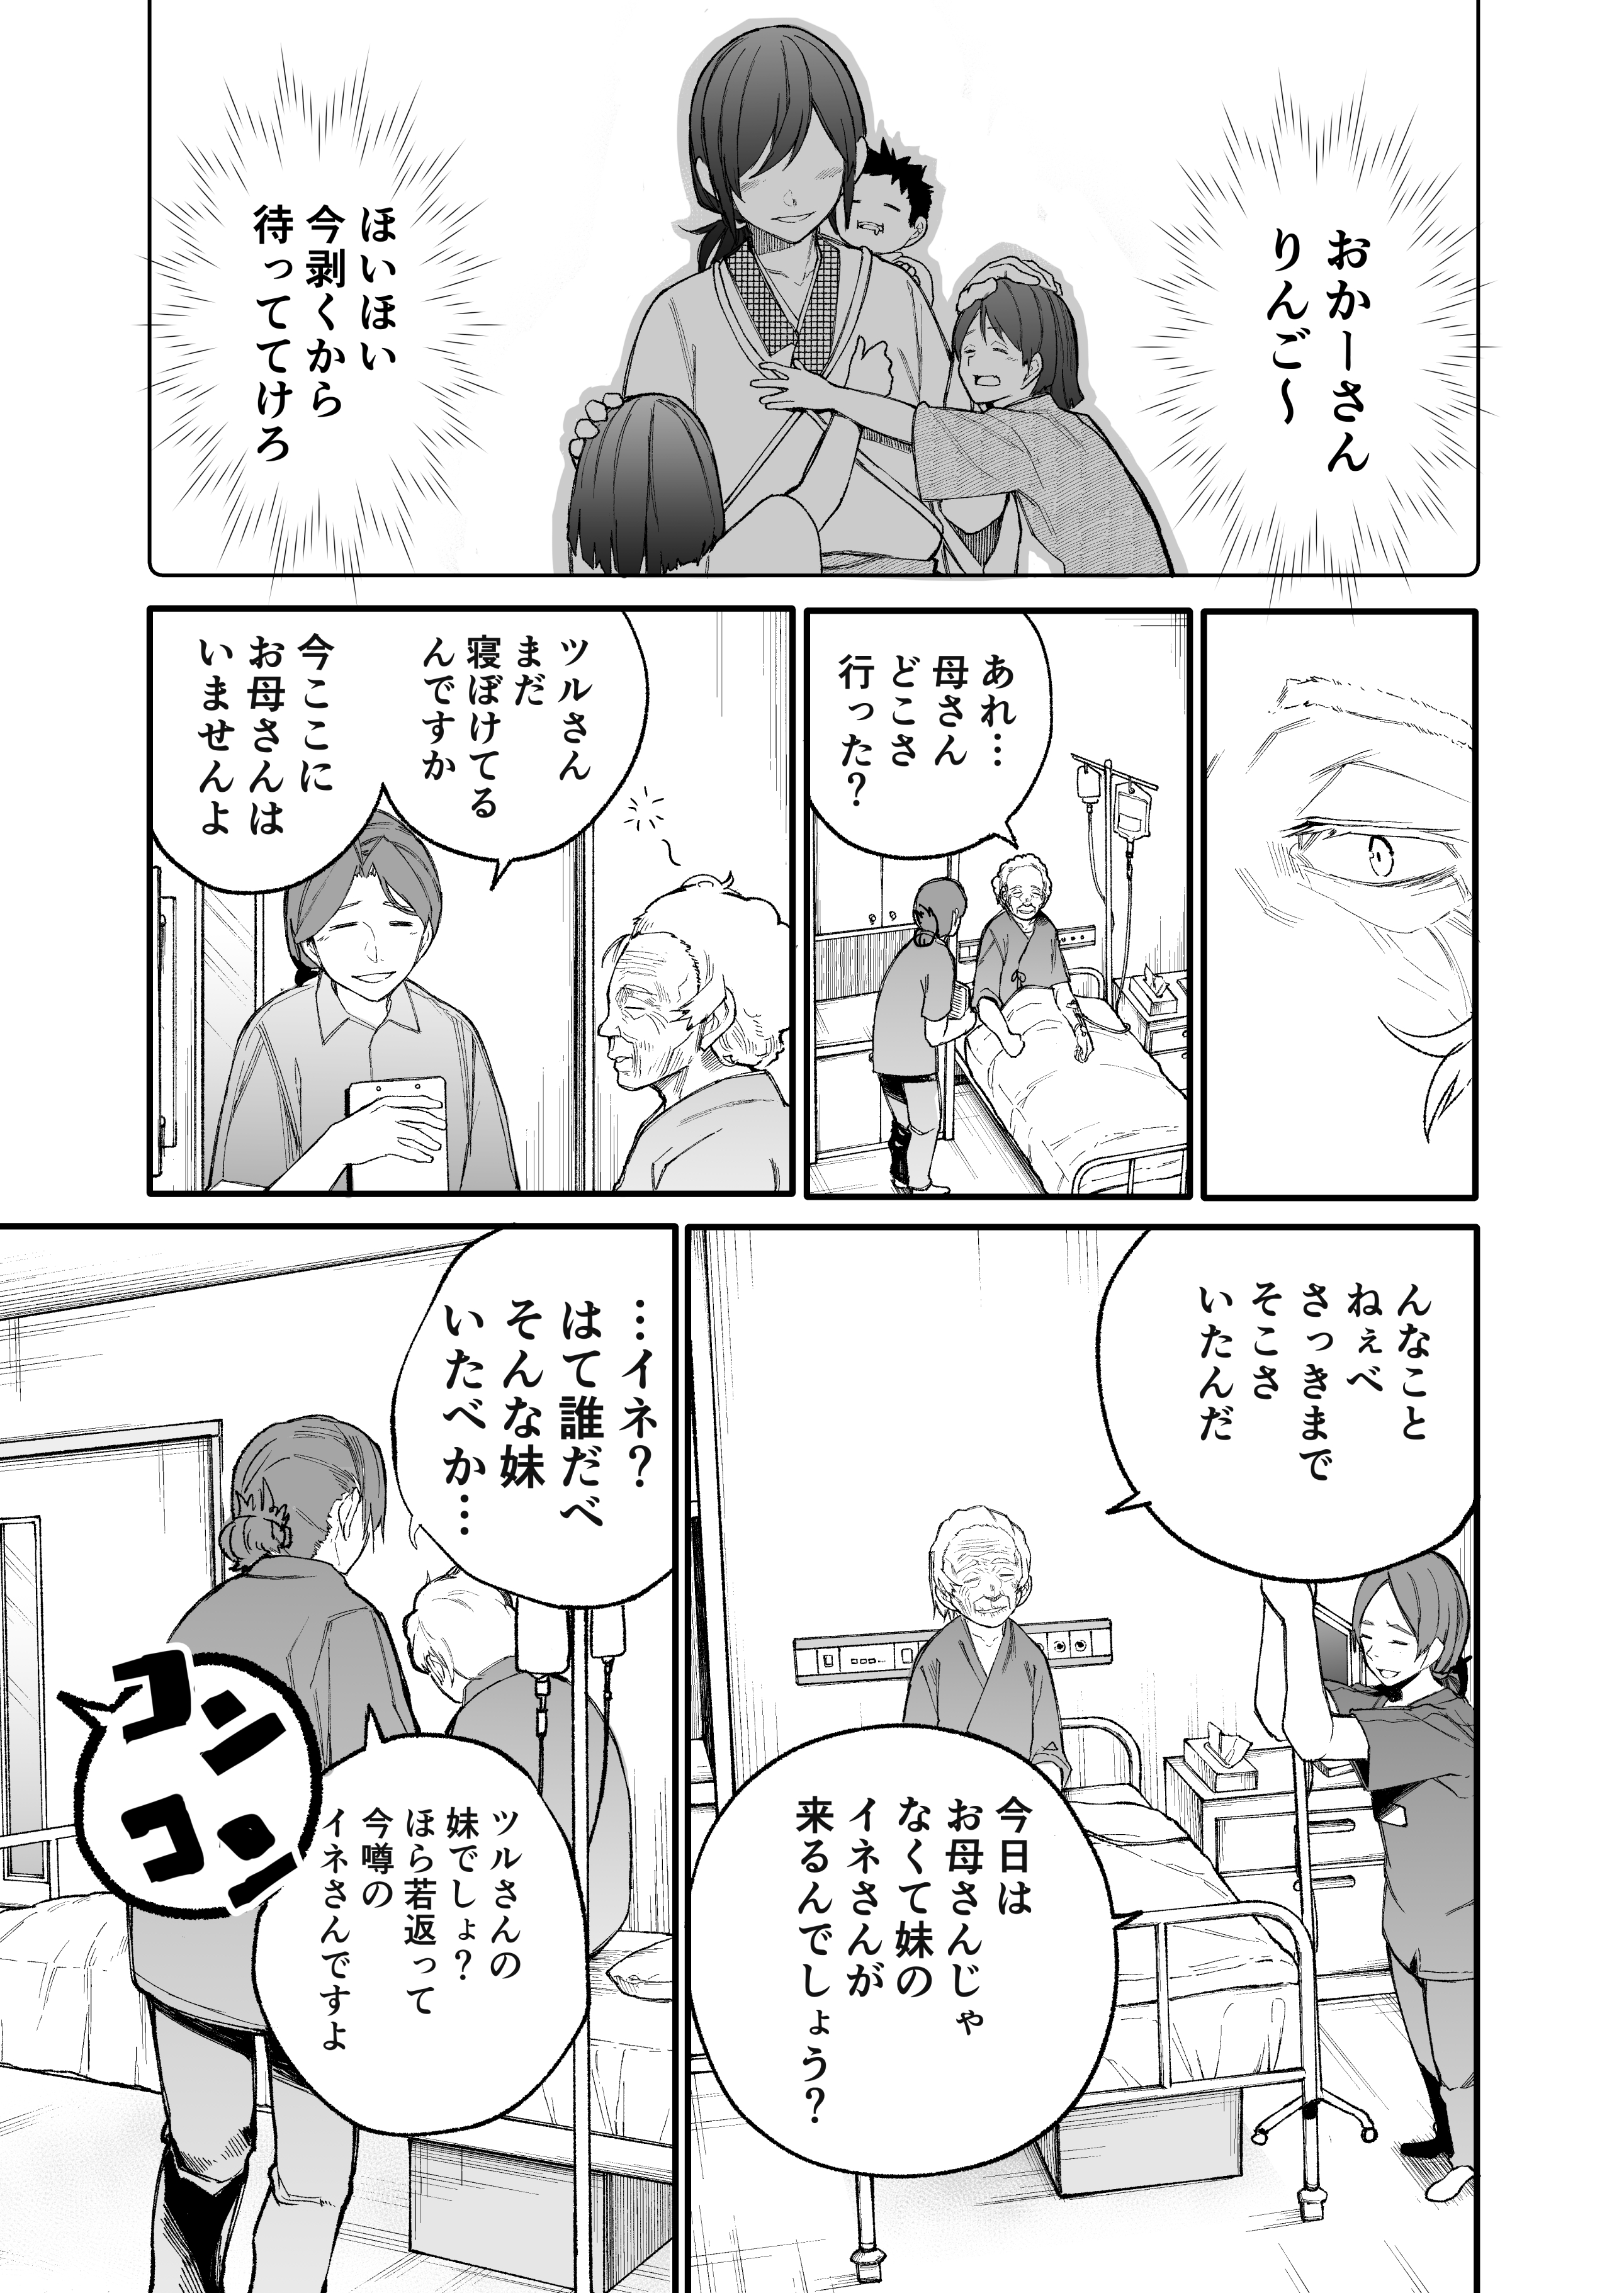 おかーさん
りんご〜
ほいほい
今剥くから
待っててけろ
あれ…
母さん
どこさ
行った?
ツルさん
まだ
寝ぼけてる
んですか
今ここに
お母さんは
いませんよ
んなこと
ねぇべ
さっきまで
そこさ
いたんだ
今日は
お母さんじゃ
なくて妹の
イネさんが
来るんでしょう?
…イネ?
はて誰だべ
そんな妹
いたべか…
ツルさんの
妹でしょ?
ほら若返って
今噂の
イネさんですよ
コン
コン